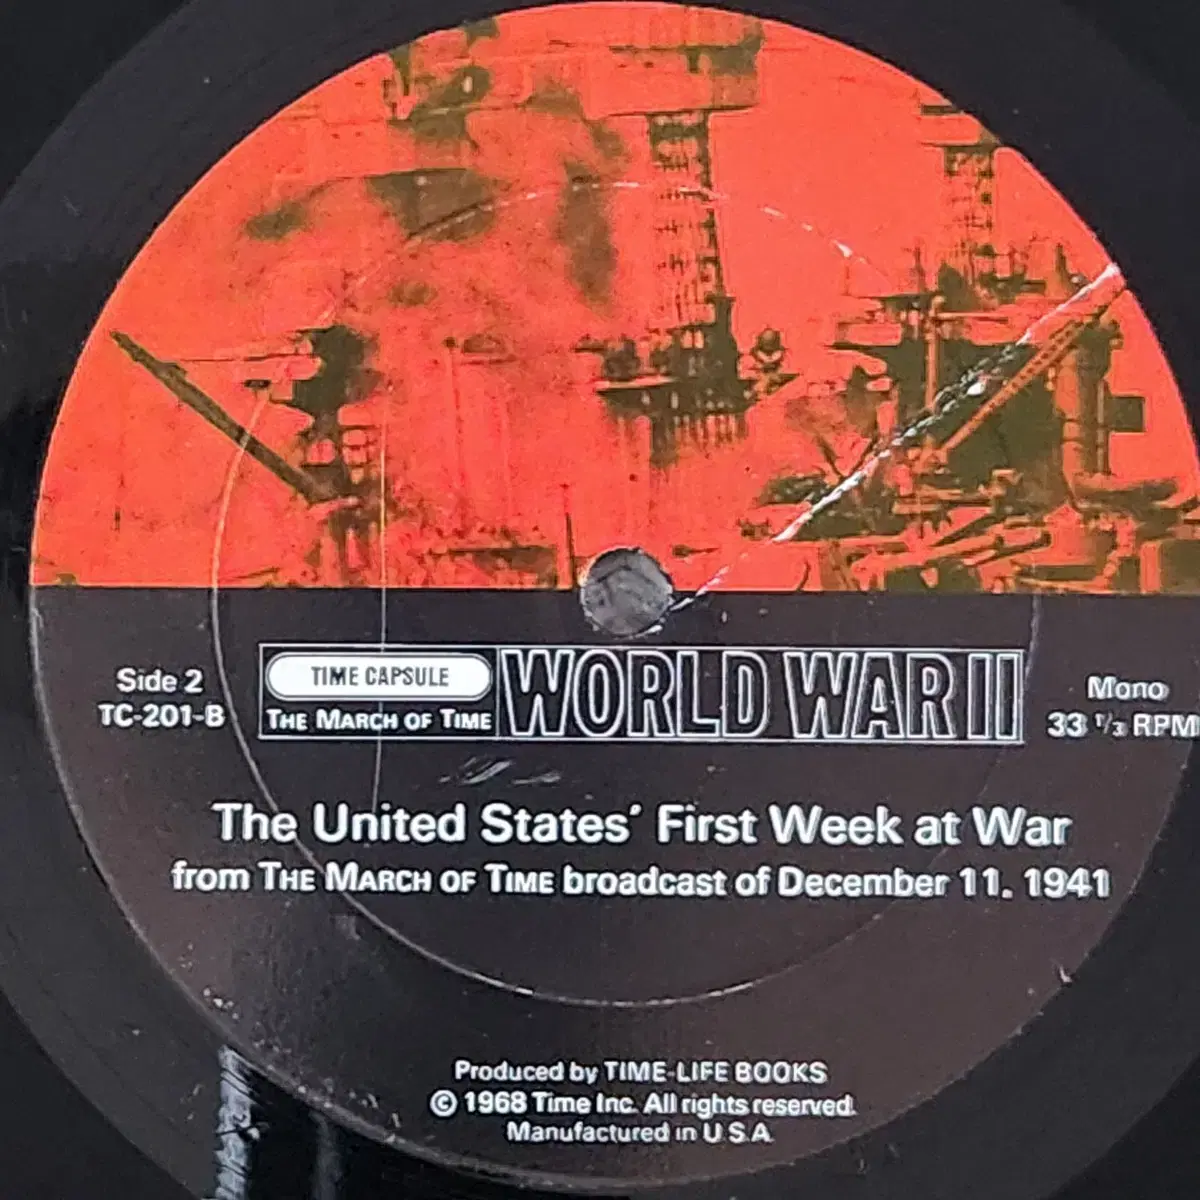 Side 2
TC-201-B
TIME CAPSULE
THE MARCH OF TIME
WORLD WAR II
Mono
33 1/3 RPM
The United States' First Week at War
from THE MARCH OF TIME broadcast of December 11. 1941
Produced by TIME-LIFE BOOKS
© 1968 Time Inc. All rights reserved.
Manufactured in U.S.A.